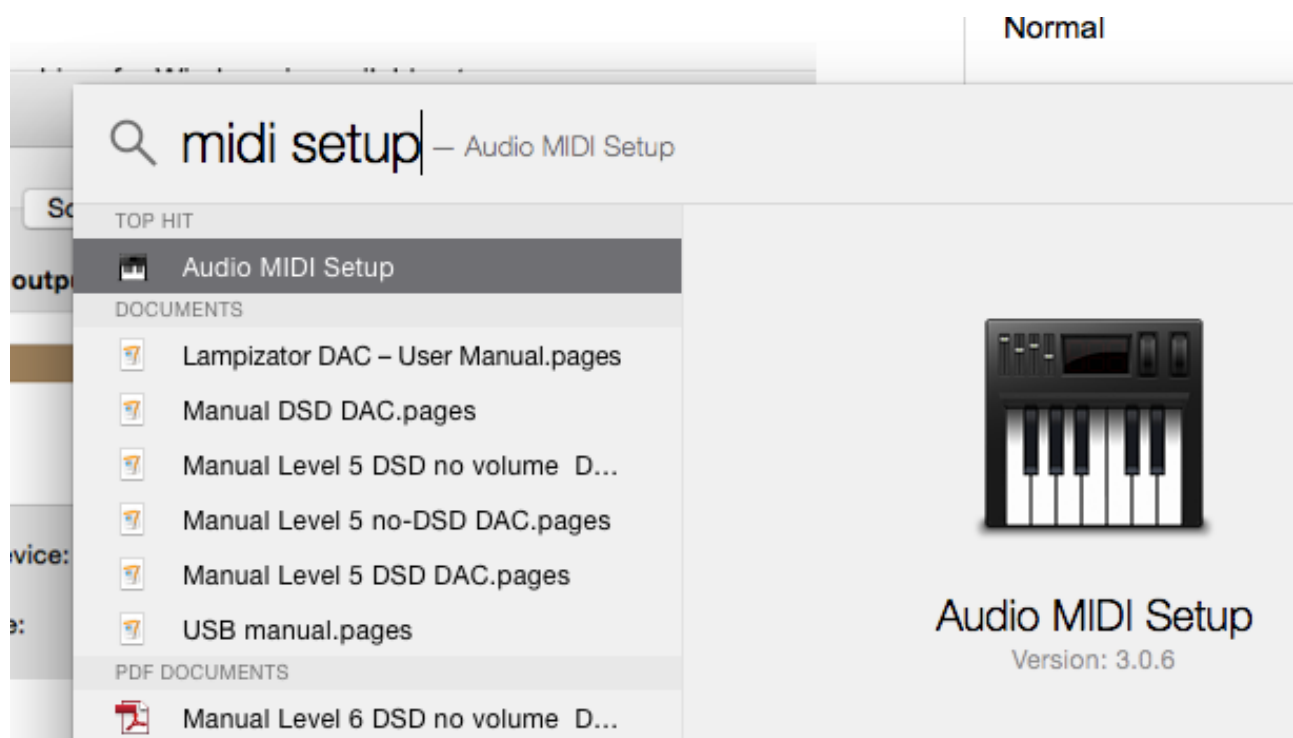 Normal
midi setup — Audio MIDI Setup
TOP HIT
Audio MIDI Setup
DOCUMENTS
Lampizator DAC – User Manual.pages
Manual DSD DAC.pages
Manual Level 5 DSD no volume D...
Manual Level 5 no-DSD DAC.pages
Manual Level 5 DSD DAC.pages
USB manual.pages
PDF DOCUMENTS
Manual Level 6 DSD no volume D...
Audio MIDI Setup
Version: 3.0.6